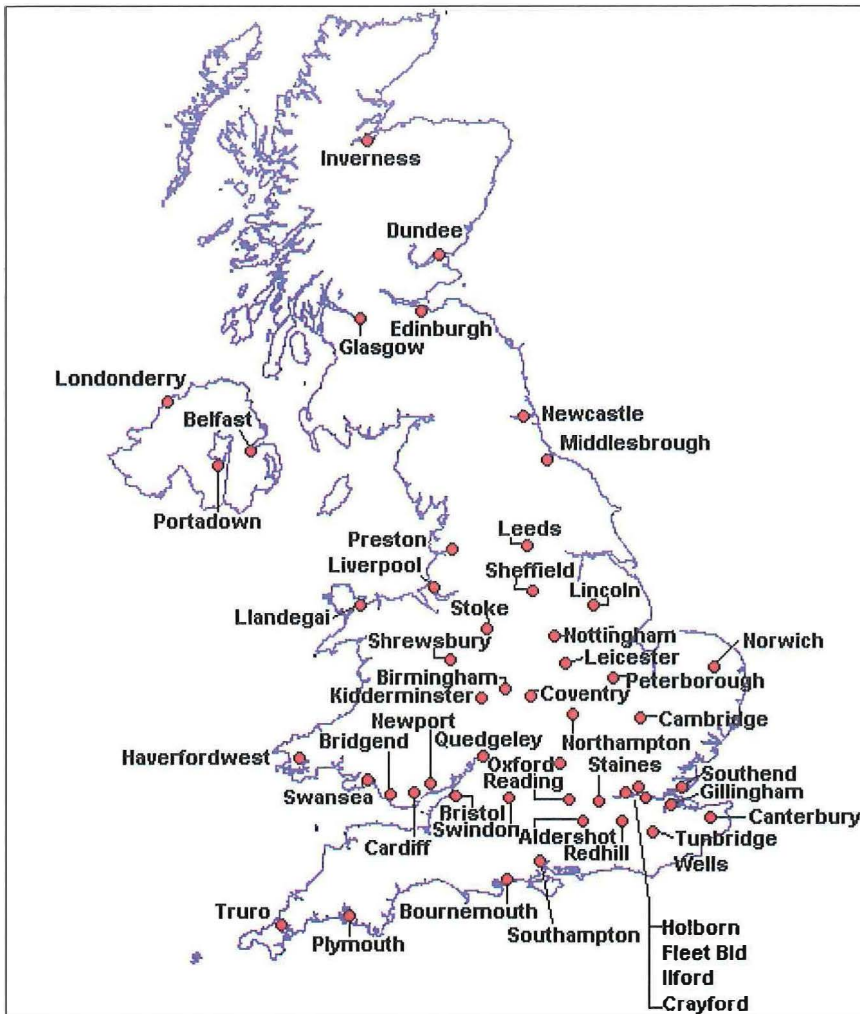 Inverness
Dundee
Edinburgh
Glasgow
Londonderry
Belfast
Newcastle
Middlesbrough
Portadown
Leeds
Preston
Liverpool
Sheffield
Lincoln
Llandegai
Stoke
Nottingham
Shrewsbury
Norwich
Leicester
Birmingham
Peterborough
Kidderminster
Coventry
Cambridge
Newport
Northampton
Bridgend
Quedgeley
Haverfordwest
Oxford
Staines
Reading
Southend
Swansea
Gillingham
Bristol
Canterbury
Swindon
Aldershot
Tunbridge
Wells
Cardiff
Redhill
Truro
Bournemouth
Plymouth
Southampton
Holborn
Fleet Bld
Ilford
Crayford